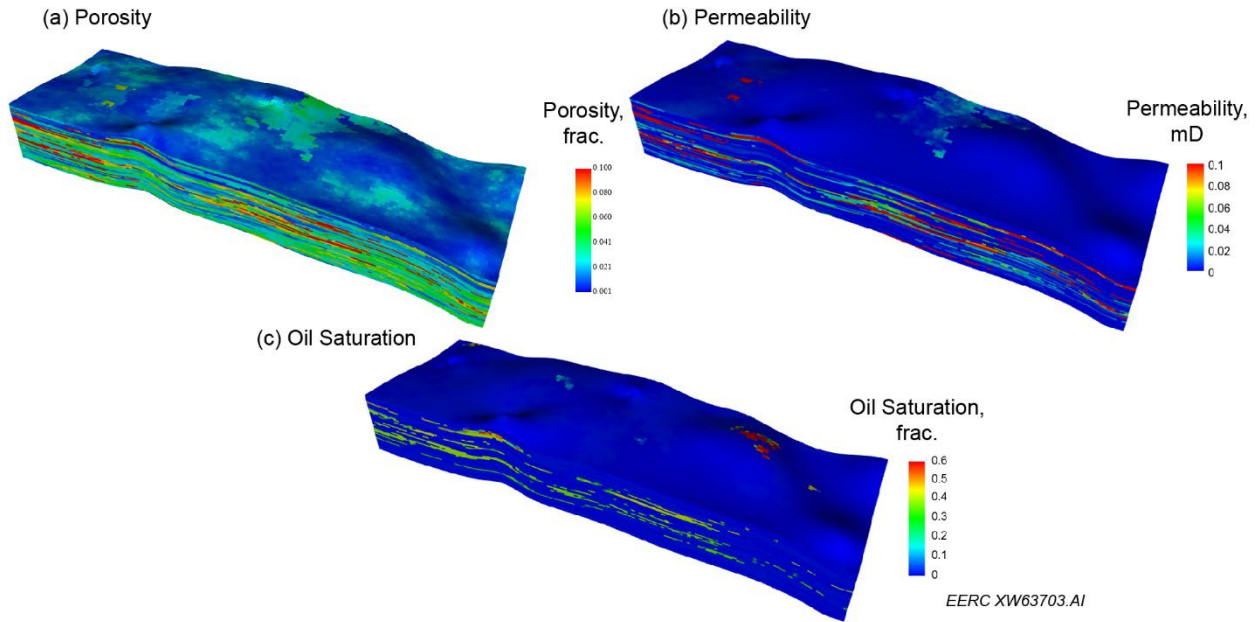 (a) Porosity
(b) Permeability
Porosity,
frac.
0.100
0.080
0.060
0.041
0.021
0.001
Permeability,
mD
0.1
0.08
0.06
0.04
0.02
0
(c) Oil Saturation
Oil Saturation,
frac.
0.6
0.5
0.4
0.3
0.2
0.1
0
EERC XW63703.AI